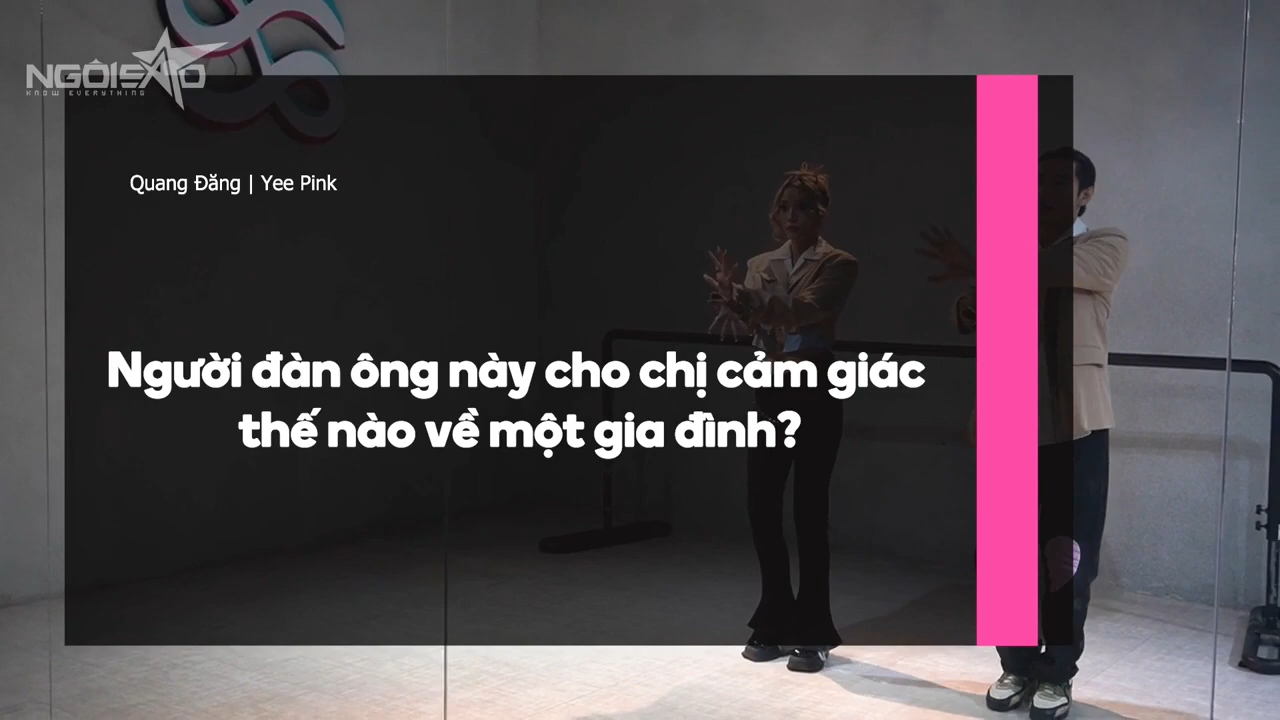 NGÔISAO
KNOW EVERYTHING
Quang Đăng | Yee Pink
Người đàn ông này cho chị cảm giác
thế nào về một gia đình?